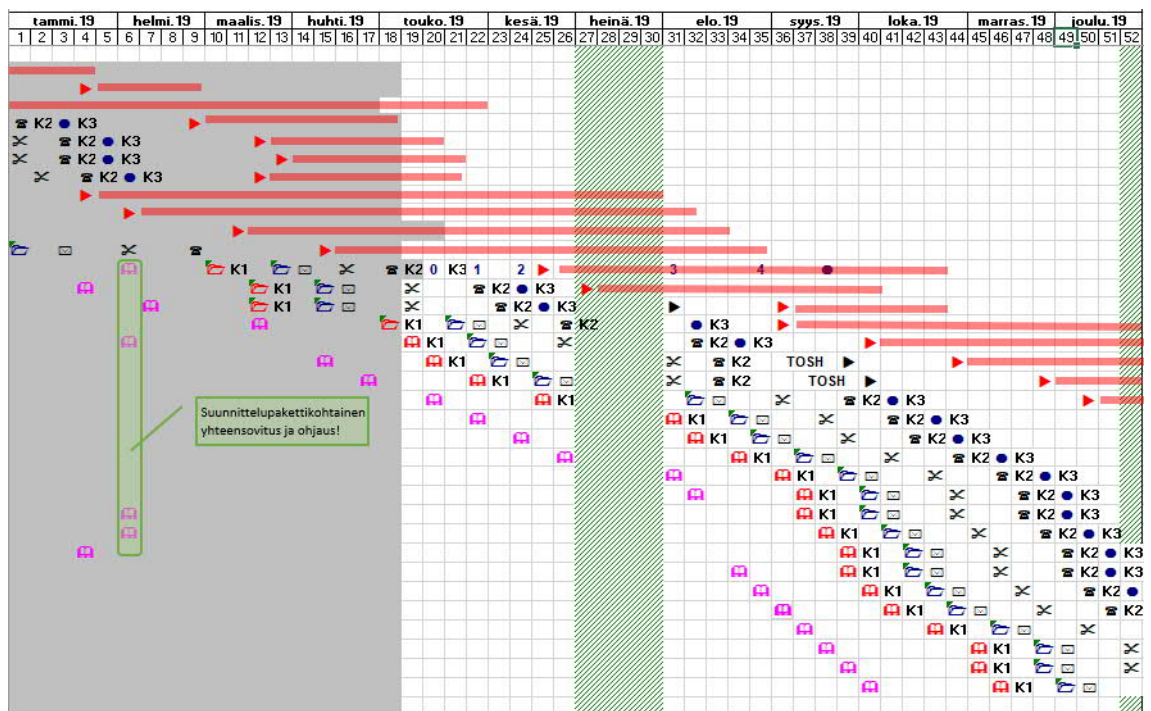 tammi.19 helmi.19 maalis.19 huhti.19 touko.19 kesä.19 heinä.19 elo.19 syys.19 loka.19 marras.19 joulu.19
1 2 3 4 5 6 7 8 9 10 11 12 13 14 15 16 17 18 19 20 21 22 23 24 25 26 27 28 29 30 31 32 33 34 35 36 37 38 39 40 41 42 43 44 45 46 47 48 49 50 51 52
K2 K3
K2 K3
K2 K3
K2 K3
K1 K2 0 K3 1 2 3 4
K1 K2 K3
K1 K2 K3
K1 K2 K3
K1 K2 K3
K1 K2 TOSH
K1 K2 TOSH
K1 K2 K3
Suunnittelupakettikohtainen
yhteensovitus ja ohjaus!
K1 K2 K3
K1 K2 K3
K1 K2 K3
K1 K2 K3
K1 K2 K3
K1 K2 K3
K1 K2 K3
K1 K2 K3
K1 K2 K3
K1 K2
K1 K2
K1
K1
K1
K1